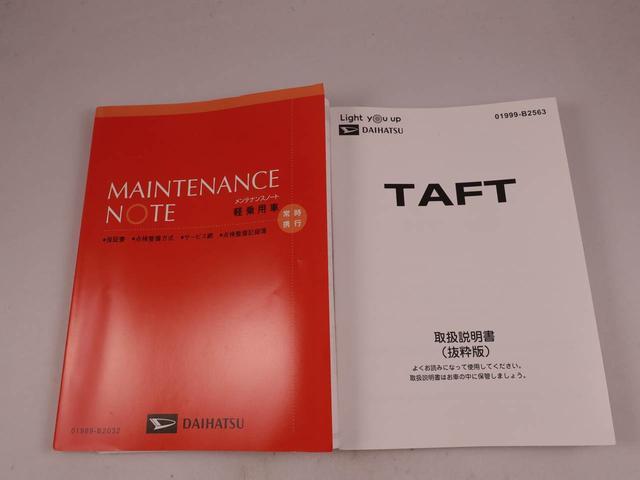 MAINTENANCE
NOTE
メンテナンスノート
軽乗用車
常時
携行
●保証書 ●点検整備方式 ●サービス網 ●点検整備記録簿
DAIHATSU
01999-B2032
Light you up
DAIHATSU
01999-B2563
TAFT
取扱説明書
(抜粋版)
よくお読みになって使用してください。
取扱説明書はお車の中に保管しましょう。